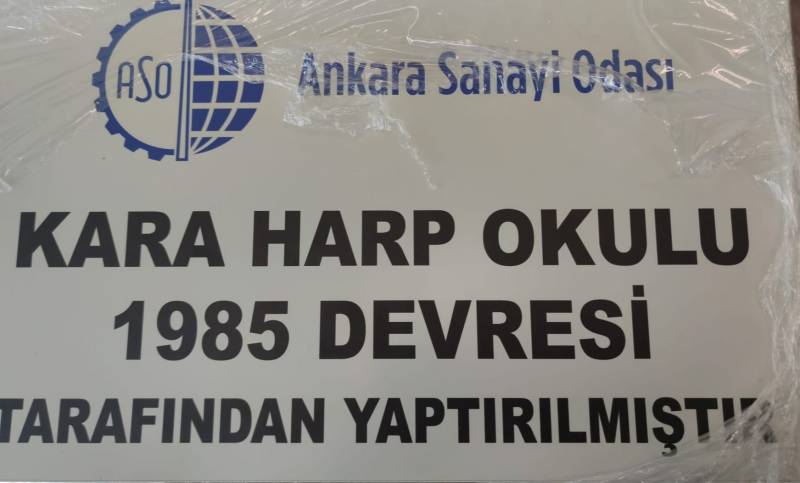 ASO Ankara Sanayi Odası
KARA HARP OKULU
1985 DEVRESİ
TARAFINDAN YAPTIRILMIŞTIR